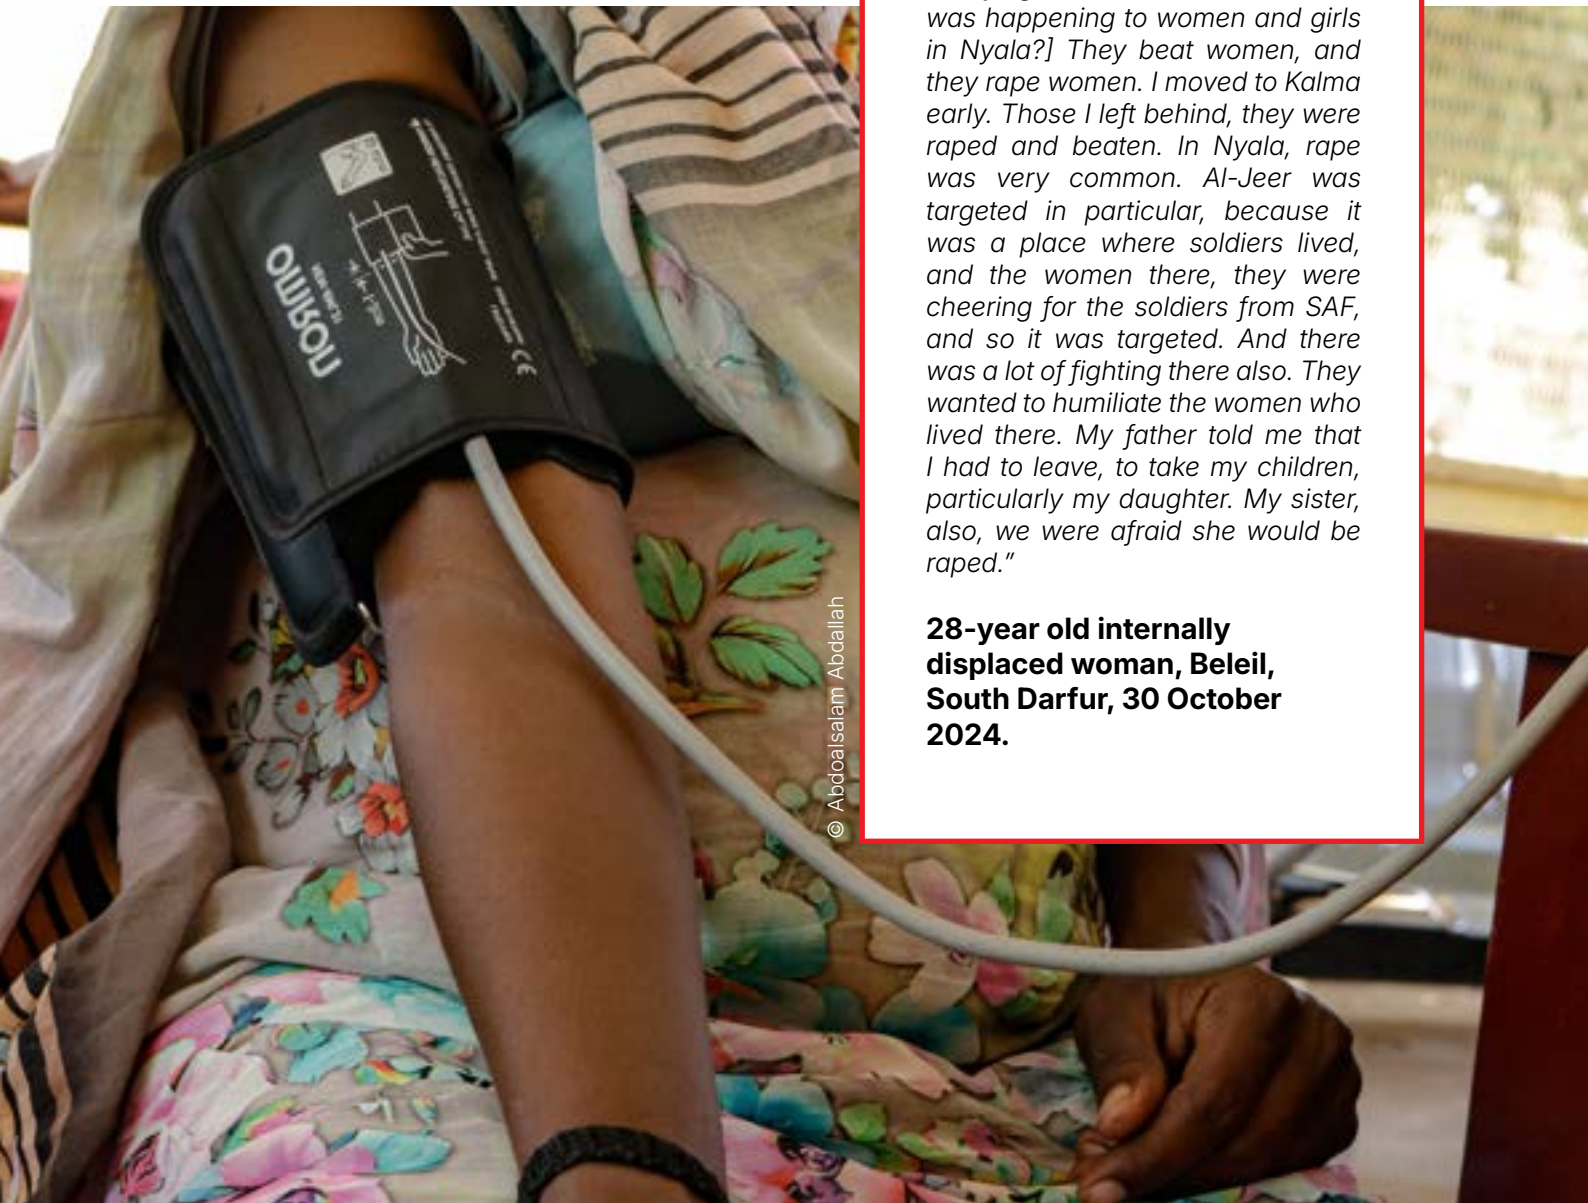 was happening to women and girls
in Nyala?] They beat women, and
they rape women. I moved to Kalma
early. Those I left behind, they were
raped and beaten. In Nyala, rape
was very common. Al-Jeer was
targeted in particular, because it
was a place where soldiers lived,
and the women there, they were
cheering for the soldiers from SAF,
and so it was targeted. And there
was a lot of fighting there also. They
wanted to humiliate the women who
lived there. My father told me that
I had to leave, to take my children,
particularly my daughter. My sister,
also, we were afraid she would be
raped.”
28-year old internally
displaced woman, Beleil,
South Darfur, 30 October
2024.
© Abdoalsalam Abdallah
OMRON
CE